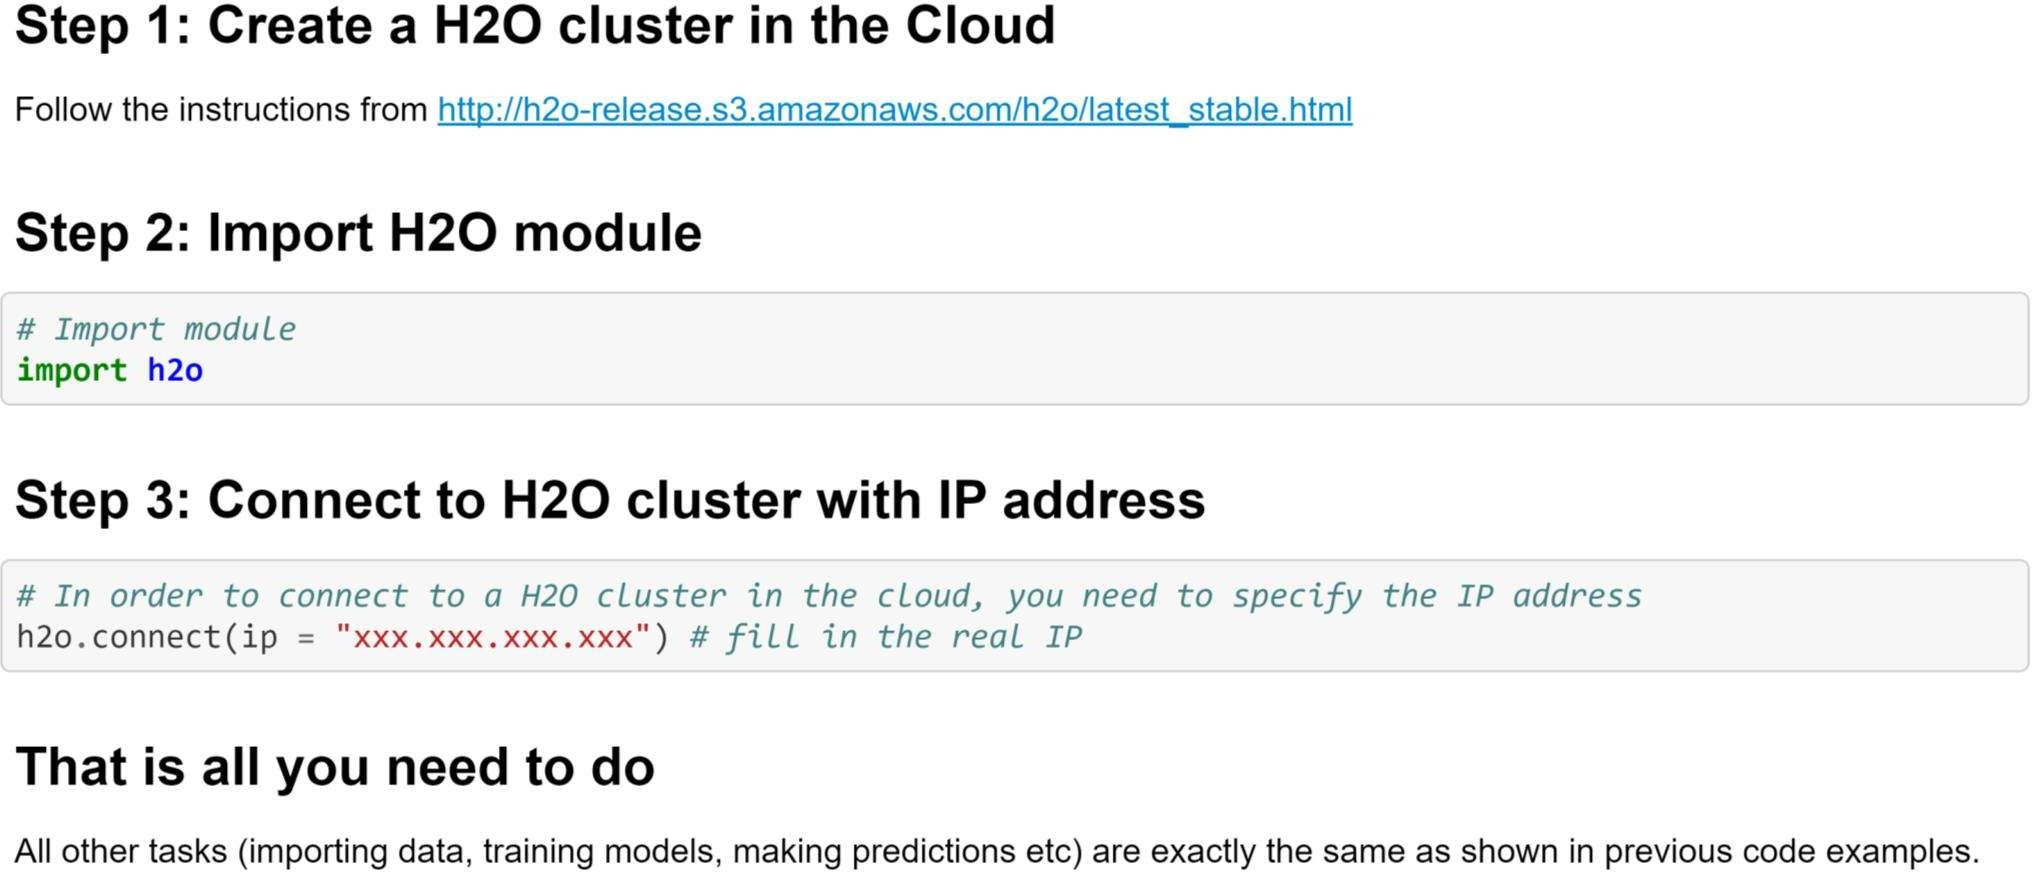 Step 1: Create a H2O cluster in the Cloud
Follow the instructions from http://h2o-release.s3.amazonaws.com/h2o/latest_stable.html
Step 2: Import H2O module
# Import module
import h2o
Step 3: Connect to H2O cluster with IP address
# In order to connect to a H2O cluster in the cloud, you need to specify the IP address
h2o.connect(ip = "xxx.xxx.xxx.xxx") # fill in the real IP
That is all you need to do
All other tasks (importing data, training models, making predictions etc) are exactly the same as shown in previous code examples.